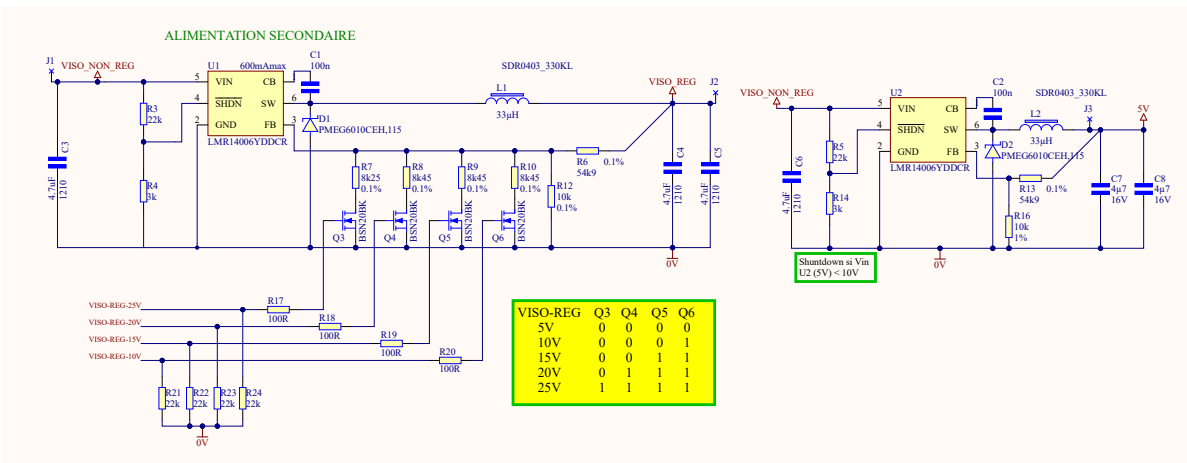 ALIMENTATION SECONDAIRE
J1
VISO_NON_REG
U1 600mAmax
C1
100n
SDR0403_330KL
L1
33µH
VISO_REG
J2
5 VIN CB
4 SHDN SW 6
2 GND FB 3
LMR14006YDDCR
R3
22k
R4
3k
C3
4.7uF
1210
D1
PMEG6010CEH,115
R7
8k25
0.1%
R8
8k45
0.1%
R9
8k45
0.1%
R10
8k45
0.1%
R12
10k
0.1%
R6
54k9
0.1%
C4
4.7uF
1210
C5
1210
Q3
BSN20BK
Q4
BSN20BK
Q5
BSN20BK
Q6
BSN20BK
0V
VISO-REG-25V
VISO-REG-20V
VISO-REG-15V
VISO-REG-10V
R17
100R
R18
100R
R19
100R
R20
100R
R21
22k
R22
22k
R23
22k
R24
22k
0V
VISO-REG Q3 Q4 Q5 Q6
5V 0 0 0 0
10V 0 0 0 1
15V 0 0 1 1
20V 0 1 1 1
25V 1 1 1 1
VISO_NON_REG
U2
C2
100n
SDR0403_330KL
L2
33µH
J3
5V
5 VIN CB
4 SHDN SW 6
2 GND FB 3
LMR14006YDDCR
R5
22k
R14
3k
C6
4.7uF
1210
D2
PMEG6010CEH,115
R13
54k9
0.1%
R16
10k
1%
C7
4µ7
16V
C8
4µ7
16V
0V
Shuntdown si Vin
U2 (5V) < 10V